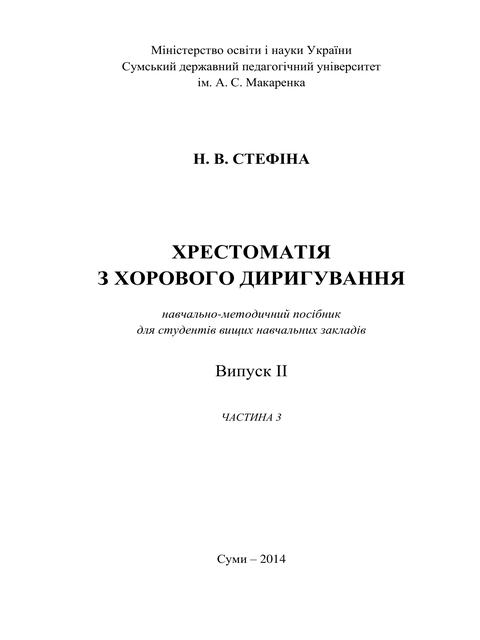 Міністерство освіти і науки України
Сумський державний педагогічний університет
ім. А. С. Макаренка
Н. В. СТЕФІНА
ХРЕСТОМАТІЯ
З ХОРОВОГО ДИРИГУВАННЯ
навчально-методичний посібник
для студентів вищих навчальних закладів
Випуск ІІ
ЧАСТИНА 3
Суми – 2014